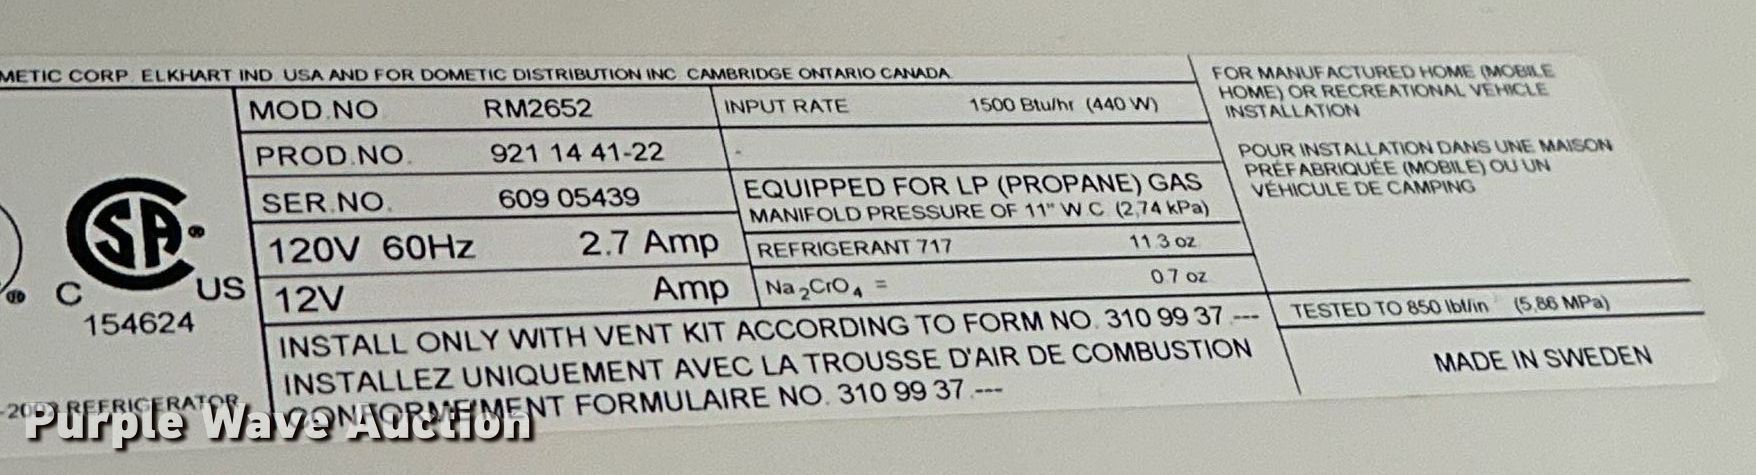 METIC CORP. ELKHART IND. USA AND FOR DOMETIC DISTRIBUTION INC. CAMBRIDGE ONTARIO CANADA
MOD.NO RM2652
PROD.NO. 921 14 41-22
SER.NO. 609 05439
120V 60Hz 2.7 Amp
12V Amp
INPUT RATE 1500 Btu/hr (440 W)
-
EQUIPPED FOR LP (PROPANE) GAS
MANIFOLD PRESSURE OF 11" W.C. (2,74 kPa)
REFRIGERANT 717 11.3 oz
Na2CrO4 = 0.7 oz
FOR MANUFACTURED HOME (MOBILE
HOME) OR RECREATIONAL VEHICLE
INSTALLATION
POUR INSTALLATION DANS UNE MAISON
PRÉFABRIQUÉE (MOBILE) OU UN
VÉHICULE DE CAMPING
CSA®
C US
154624
®
INSTALL ONLY WITH VENT KIT ACCORDING TO FORM NO. 310 99 37.---
INSTALLEZ UNIQUEMENT AVEC LA TROUSSE D'AIR DE COMBUSTION
CONFORMEMENT FORMULAIRE NO. 310 99 37.---
TESTED TO 850 lbf/in (5,86 MPa)
MADE IN SWEDEN
REFRIGERATOR
Purple Wave Auction